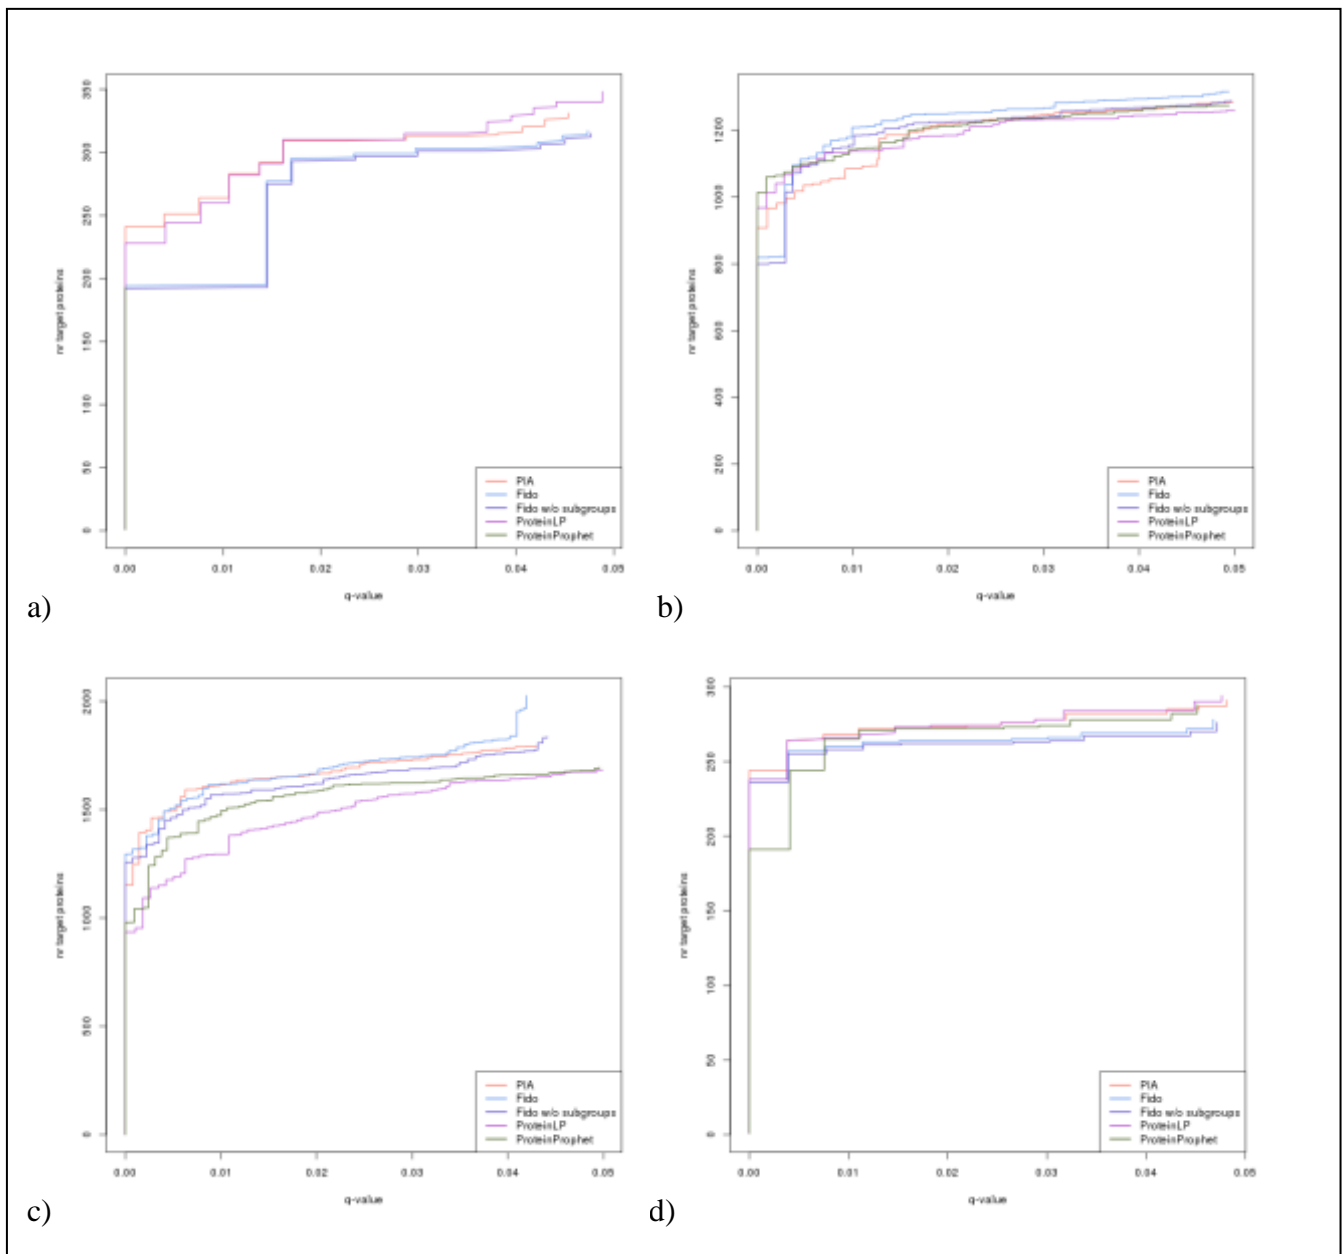 350
300
250
200
150
100
50
0
nr target proteins
PIA
Fido
Fido w/o subgroups
ProteinLP
ProteinProphet
0.00 0.01 0.02 0.03 0.04 0.05
q-value
a)
1200
1000
800
600
400
200
0
nr target proteins
PIA
Fido
Fido w/o subgroups
ProteinLP
ProteinProphet
0.00 0.01 0.02 0.03 0.04 0.05
q-value
b)
2000
1500
1000
500
0
nr target proteins
PIA
Fido
Fido w/o subgroups
ProteinLP
ProteinProphet
0.00 0.01 0.02 0.03 0.04 0.05
q-value
c)
300
250
200
150
100
50
0
nr target proteins
PIA
Fido
Fido w/o subgroups
ProteinLP
ProteinProphet
0.00 0.01 0.02 0.03 0.04 0.05
q-value
d)